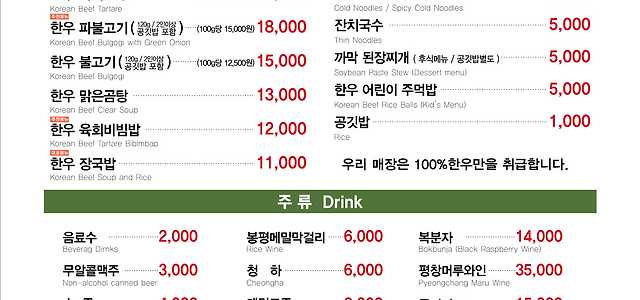 Korean Beef Tartare
한우 파불고기 ( 120g / 2인이상 공깃밥 포함 ) (100g당 15,000원) 18,000
Korean Beef Bulgogi with Green Onion
한우 불고기 ( 120g / 2인이상 공깃밥 포함 ) (100g당 12,500원) 15,000
Korean Beef Bulgogi
한우 맑은곰탕 13,000
Korean Beef Clear Soup
한우 육회비빔밥 12,000
Korean Beef Tartare Bibimbap
한우 장국밥 11,000
Korean Beef Soup and Rice
Cold Noodles / Spicy Cold Noodles
잔치국수 5,000
Thin Noodles
까막 된장찌개 ( 후식메뉴 / 공깃밥별도 ) 5,000
Soybean Paste Stew (Dessert menu)
한우 어린이 주먹밥 5,000
Korean Beef Rice Balls (Kid's Menu)
공깃밥 1,000
Rice
우리 매장은 100%한우만을 취급합니다.
주 류 Drink
음료수 2,000
Beverag Dimks
무알콜맥주 3,000
Non-alcohol canned beer
봉평메밀막걸리 6,000
Rice Wine
청 하 6,000
Cheongha
복분자 14,000
Bokbunja (Black Raspberry Wine)
평창머루와인 35,000
Pyeongchang Maru Wine